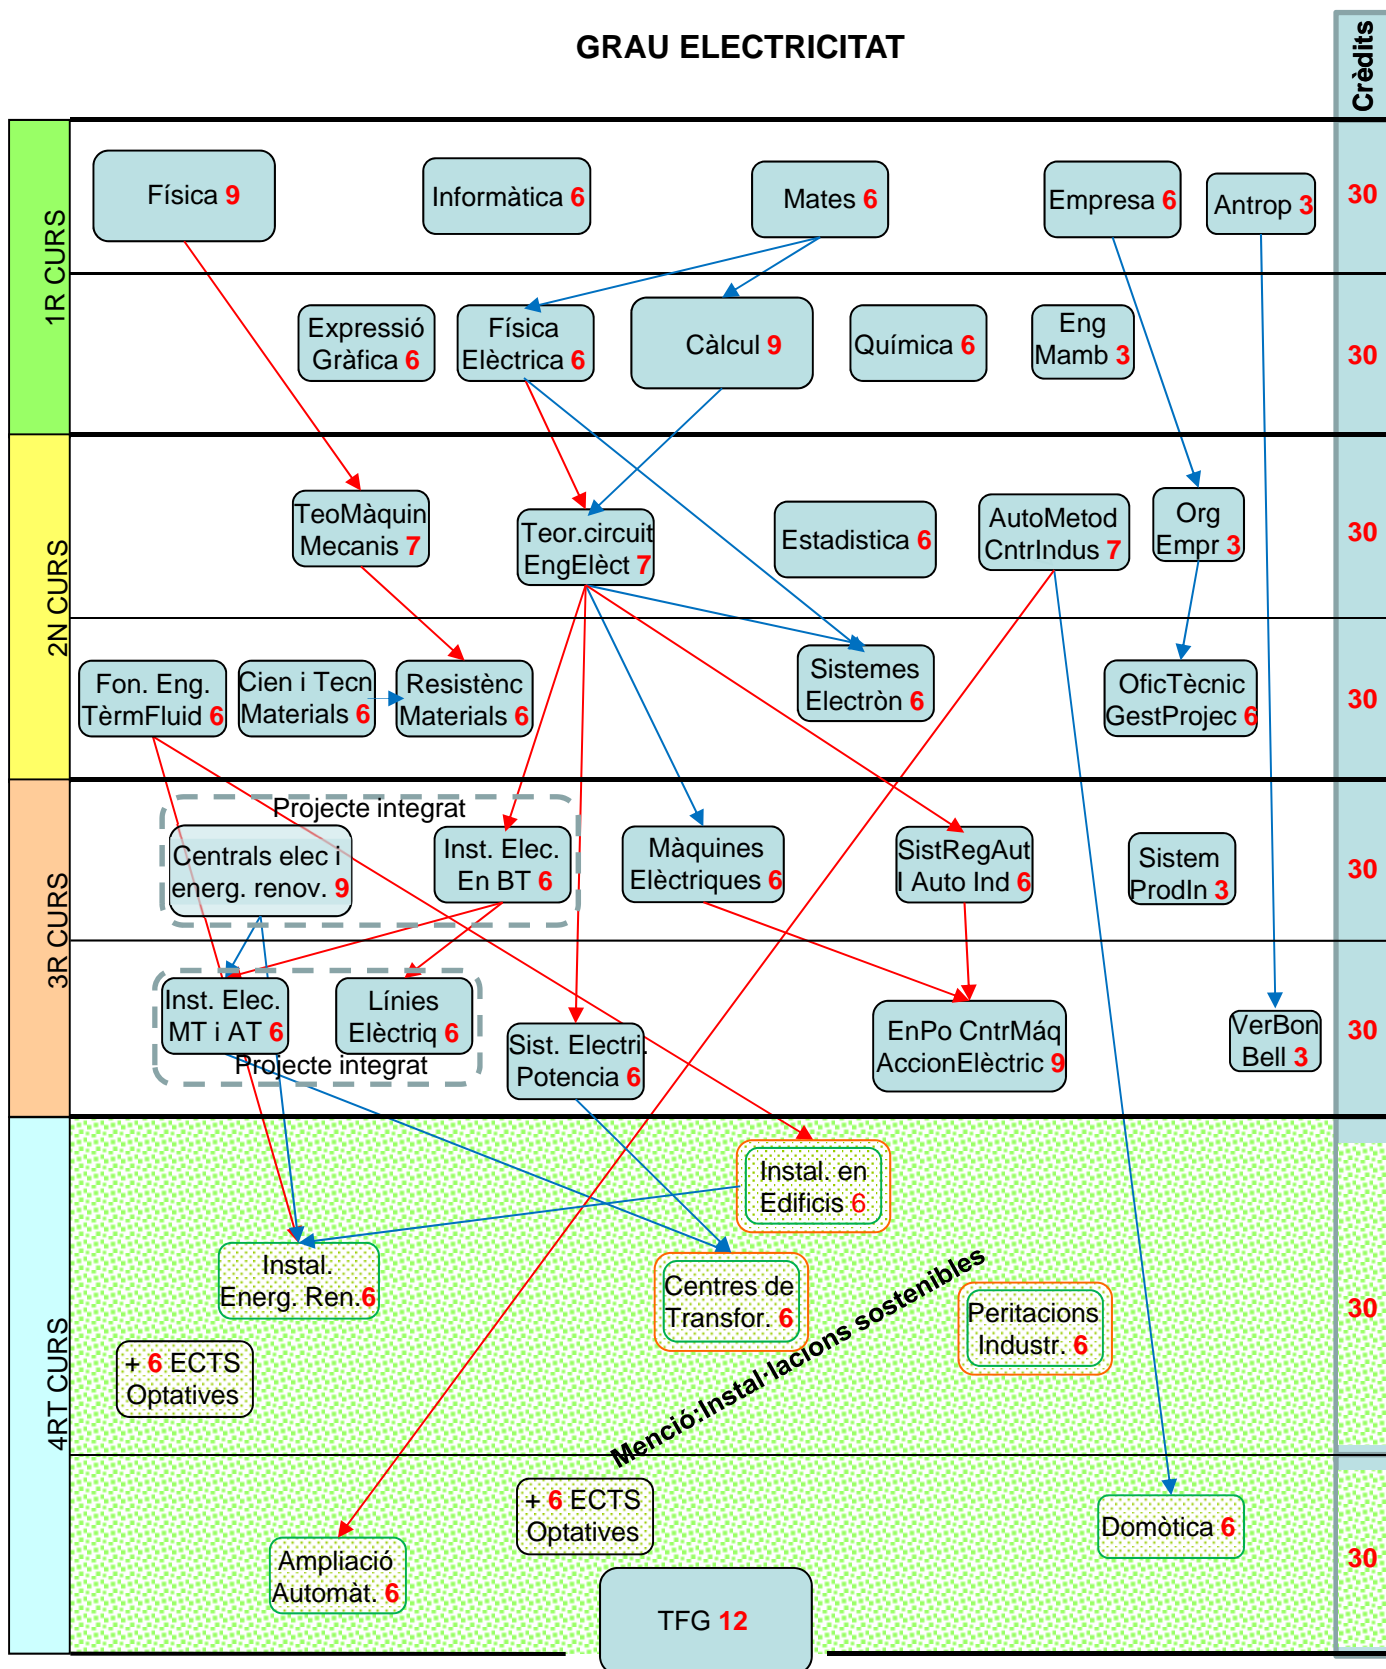 GRAU ELECTRICITAT
Crèdits
1R CURS
Física 9
Informàtica 6
Mates 6
Empresa 6
Antrop 3
30
Expressió
Gràfica 6
Física
Elèctrica 6
Càlcul 9
Química 6
Eng
Mamb 3
30
2N CURS
TeoMàquin
Mecanis 7
Teor.circuit
EngElèct 7
Estadistica 6
AutoMetod
CntrIndus 7
Org
Empr 3
30
Fon. Eng.
TèrmFluid 6
Cien i Tecn
Materials 6
Resistènc
Materials 6
Sistemes
Electròn 6
OficTècnic
GestProjec 6
30
3R CURS
Projecte integrat
Centrals elec i
energ. renov. 9
Inst. Elec.
En BT 6
Màquines
Elèctriques 6
SistRegAut
I Auto Ind 6
Sistem
ProdIn 3
30
Inst. Elec.
MT i AT 6
Línies
Elèctriq 6
Projecte integrat
Sist. Electri.
Potencia 6
EnPo CntrMáq
AccionElèctric 9
VerBon
Bell 3
30
4RT CURS
Instal. en
Edificis 6
Instal.
Energ. Ren.6
Centres de
Transfor. 6
Peritacions
Industr. 6
30
+ 6 ECTS
Optatives
Menció:Instal·lacions sostenibles
+ 6 ECTS
Optatives
Domòtica 6
Ampliació
Automàt. 6
30
TFG 12